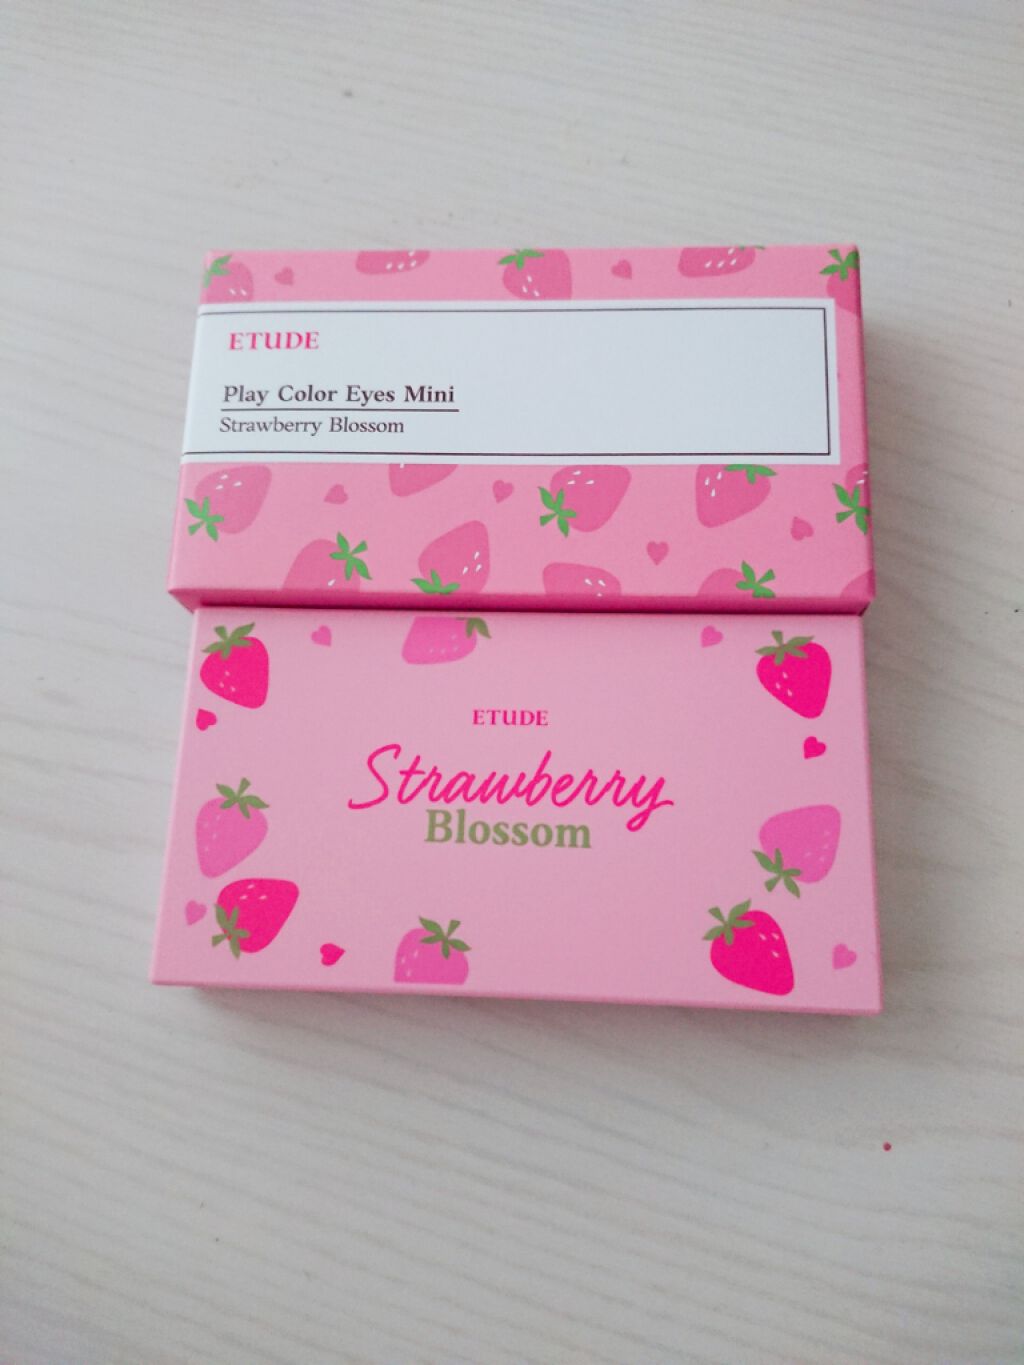 ETUDE
Play Color Eyes Mini
Strawberry Blossom
ETUDE
Strawberry
Blossom